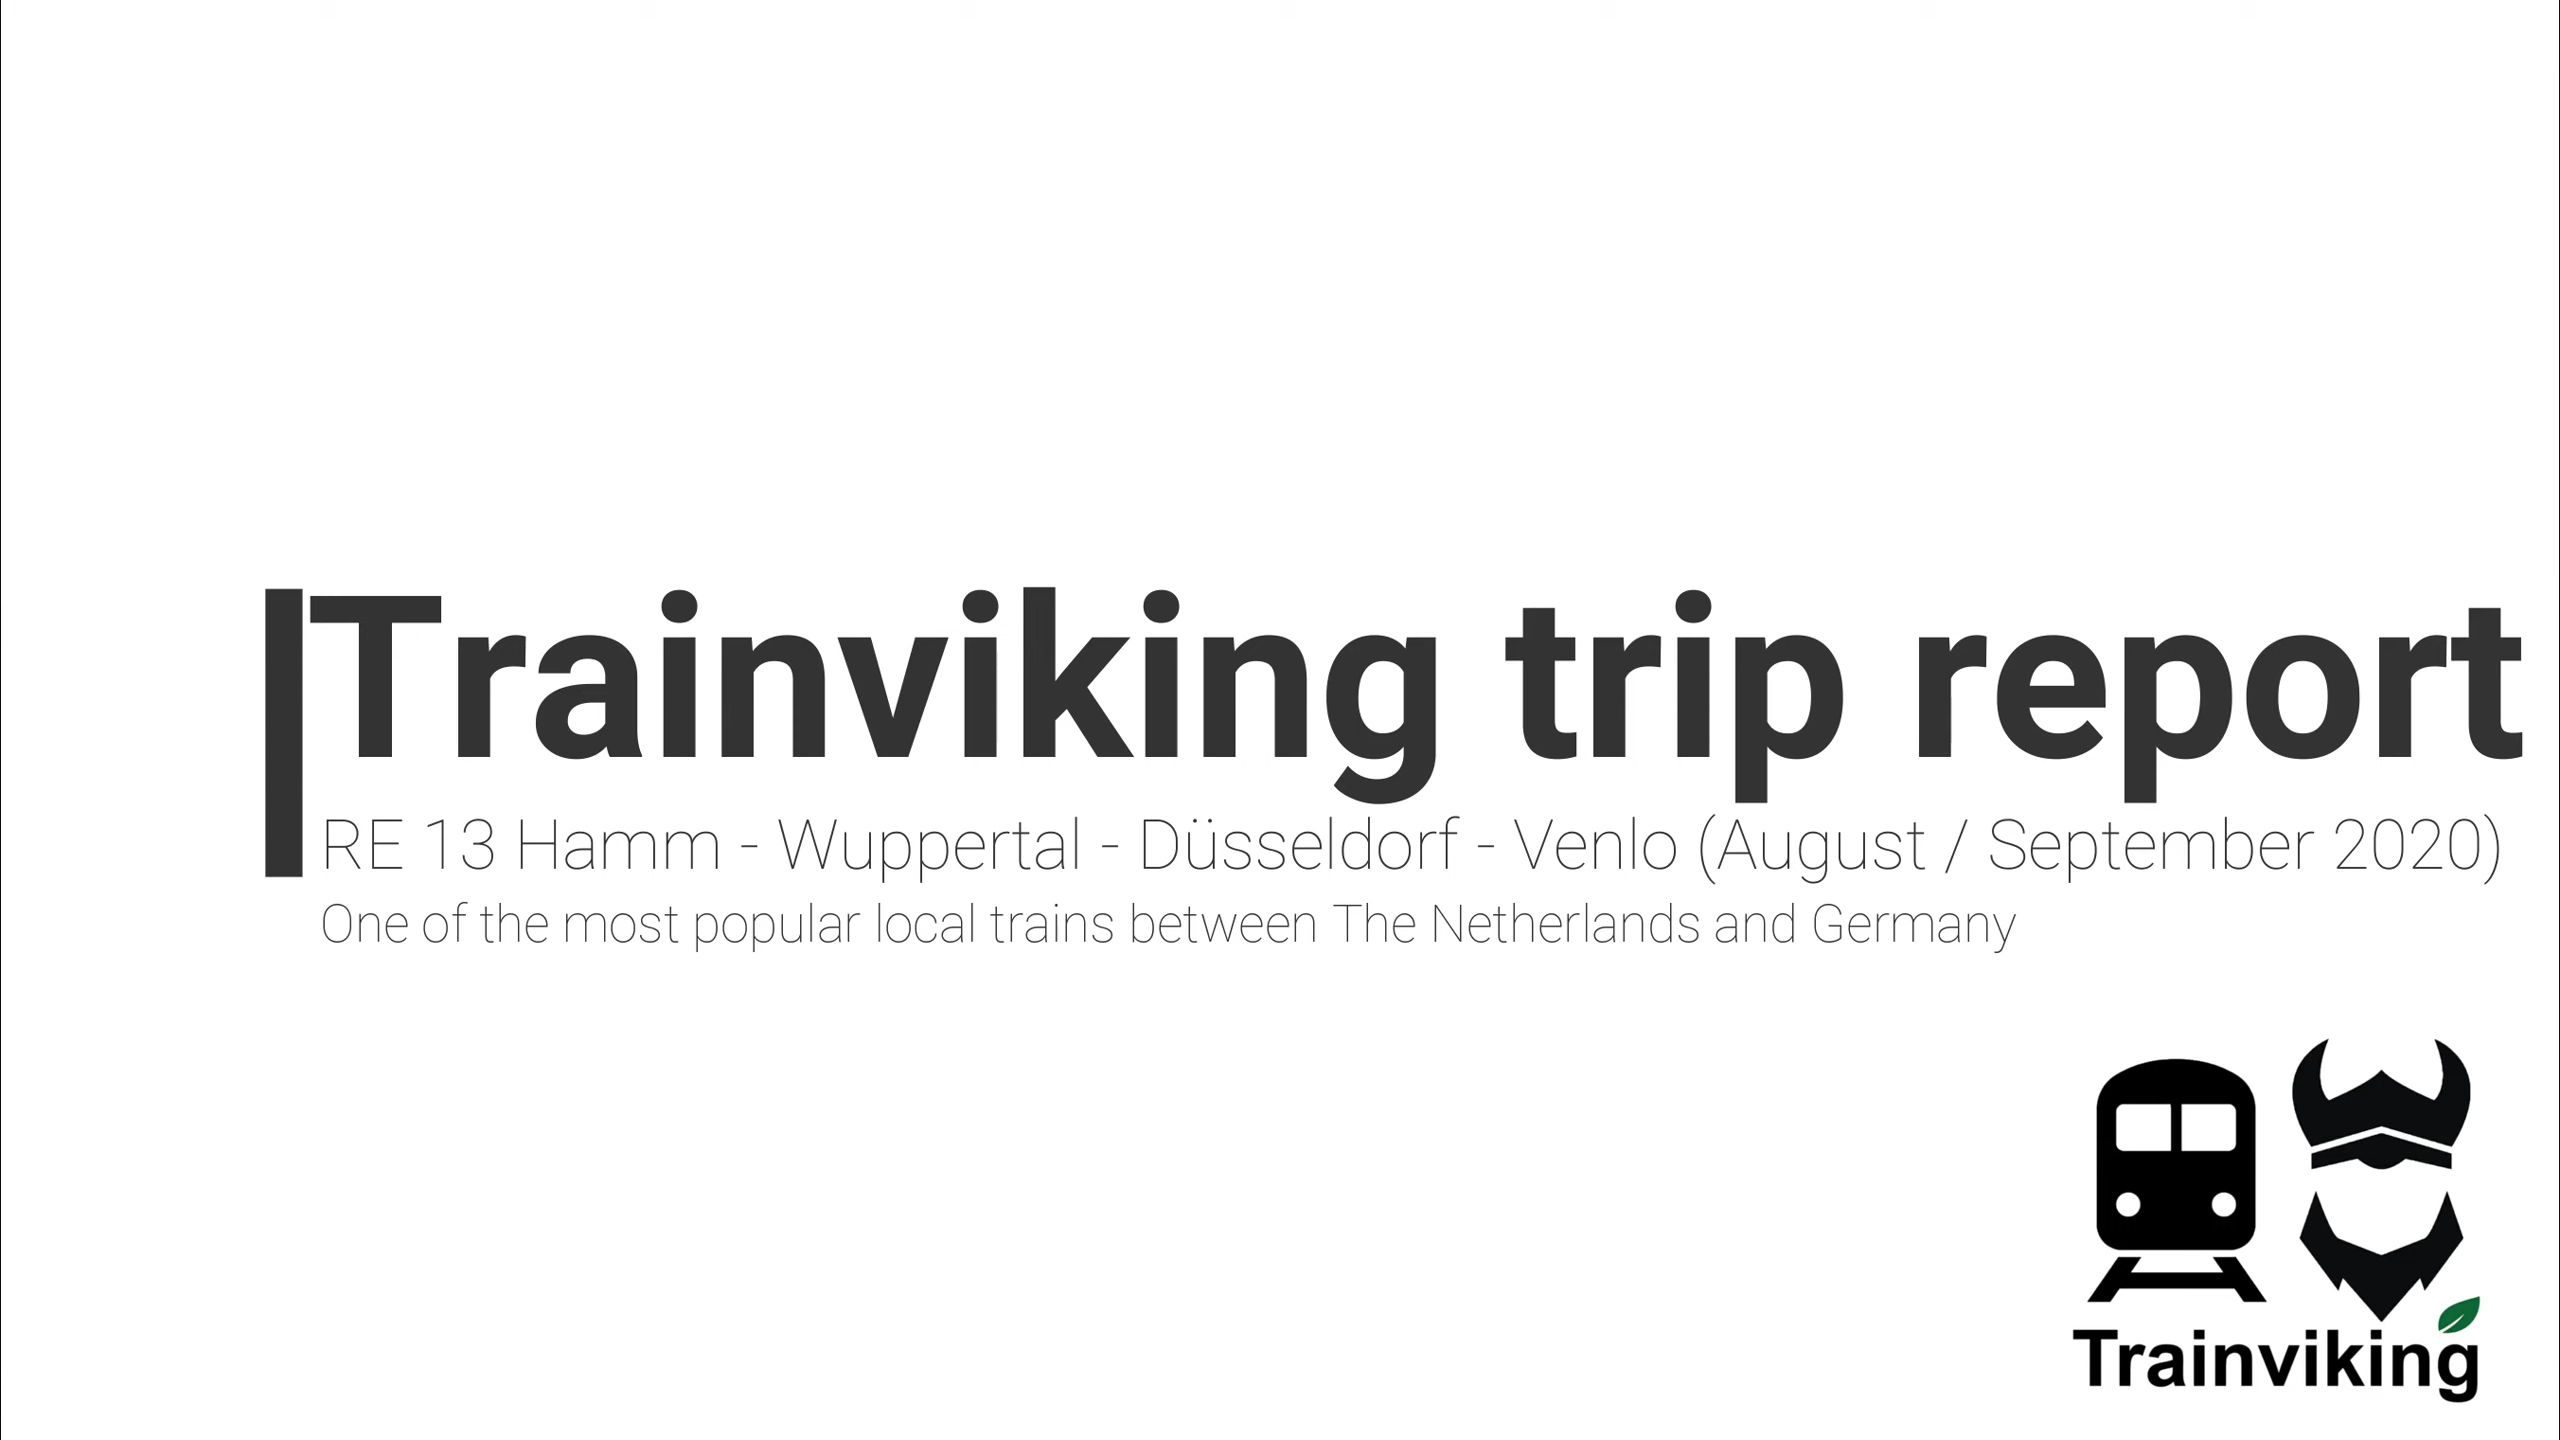 Trainviking trip report
RE 13 Hamm - Wuppertal - Düsseldorf - Venlo (August / September 2020)
One of the most popular local trains between The Netherlands and Germany
Trainviking